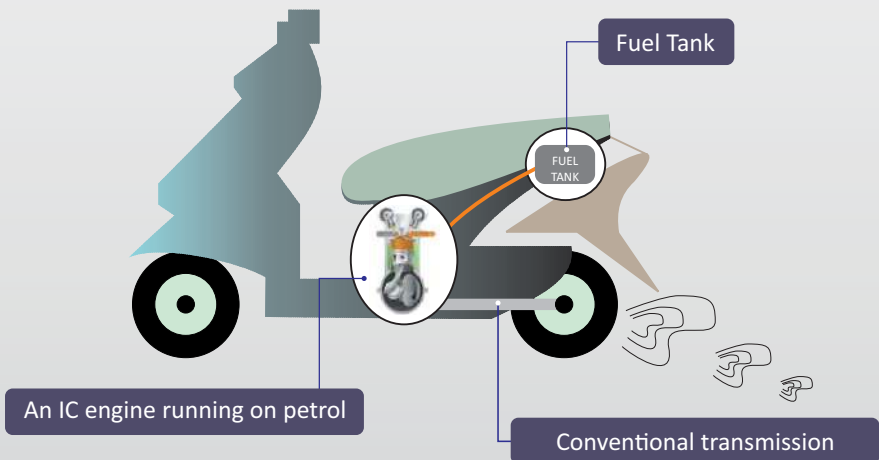 Fuel Tank
FUEL
TANK
An IC engine running on petrol
Conventional transmission